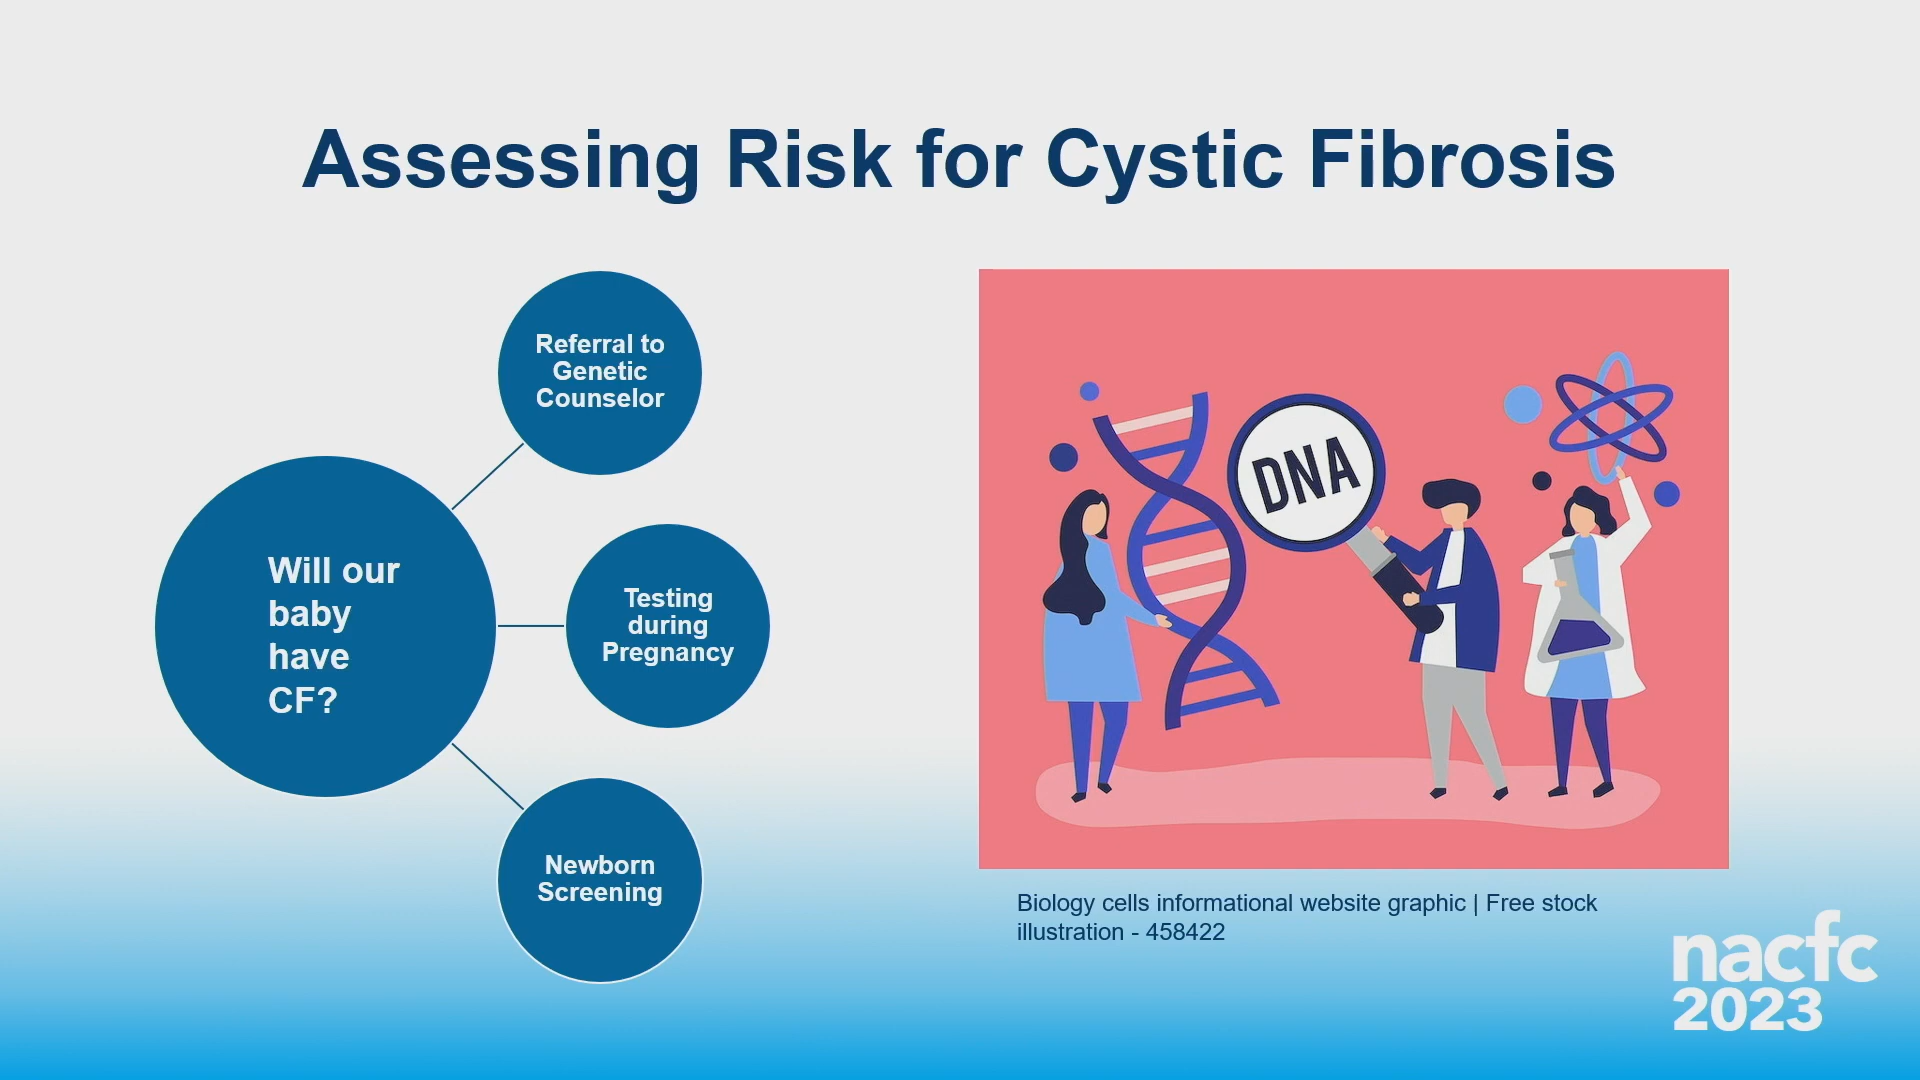 Assessing Risk for Cystic Fibrosis
Referral to
Genetic
Counselor
Will our
baby
have
CF?
Testing
during
Pregnancy
Newborn
Screening
DNA
Biology cells informational website graphic | Free stock
illustration - 458422
nacfc
2023